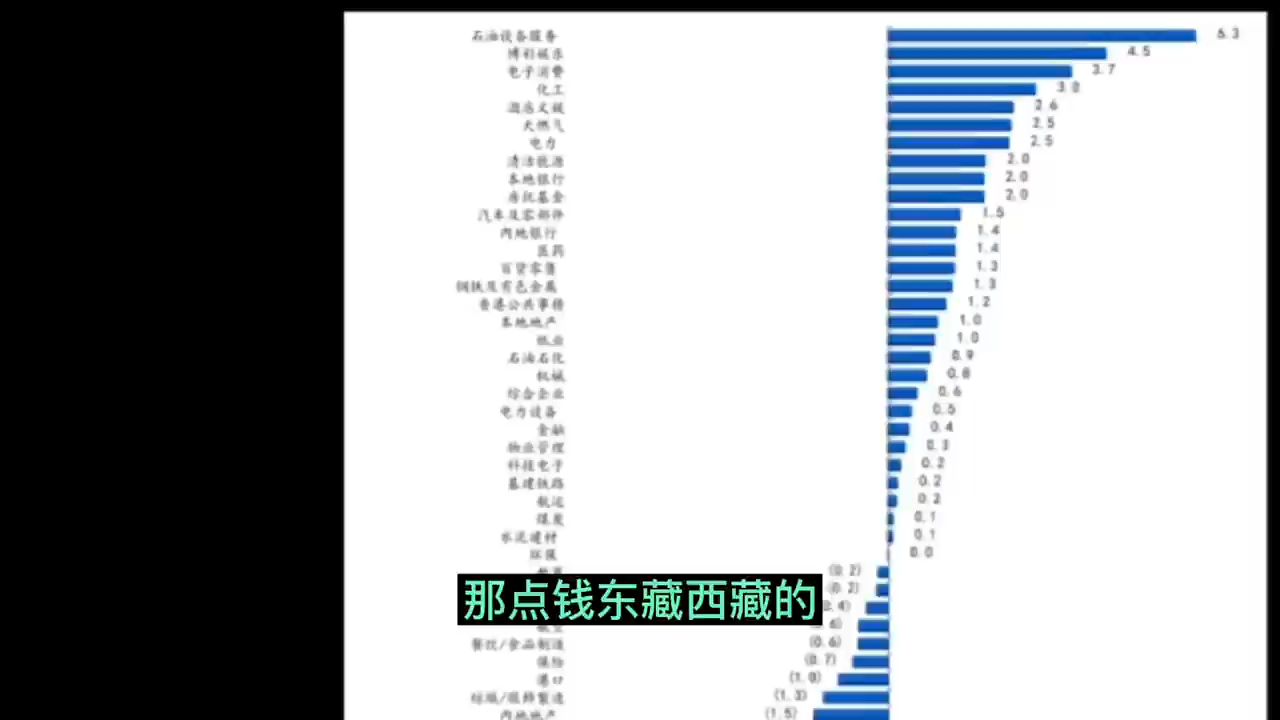 石油设备服务 6.3
博彩娱乐 4.5
电子消费 3.7
化工 3.0
2.6
天燃气 2.5
电力 2.5
清洁能源 2.0
本地银行 2.0
房托基金 2.0
汽车及零部件 1.5
内地银行 1.4
医药 1.4
百货零售 1.3
钢铁及有色金属 1.3
香港公共事务 1.2
本地地产 1.0
纸业 1.0
石油石化 0.9
机械 0.8
综合企业 0.6
电力设备 0.5
金融 0.4
物业管理 0.3
科技电子 0.2
基建铁路 0.2
航运 0.2
煤炭 0.1
水泥建材 0.1
环保 0.0
(0.2)
(0.2)
那点钱东藏西藏的
餐饮/食品制造 (0.6)
保险 (0.7)
港口 (1.0)
纺织/服饰製造 (1.3)
内地地产 (1.5)